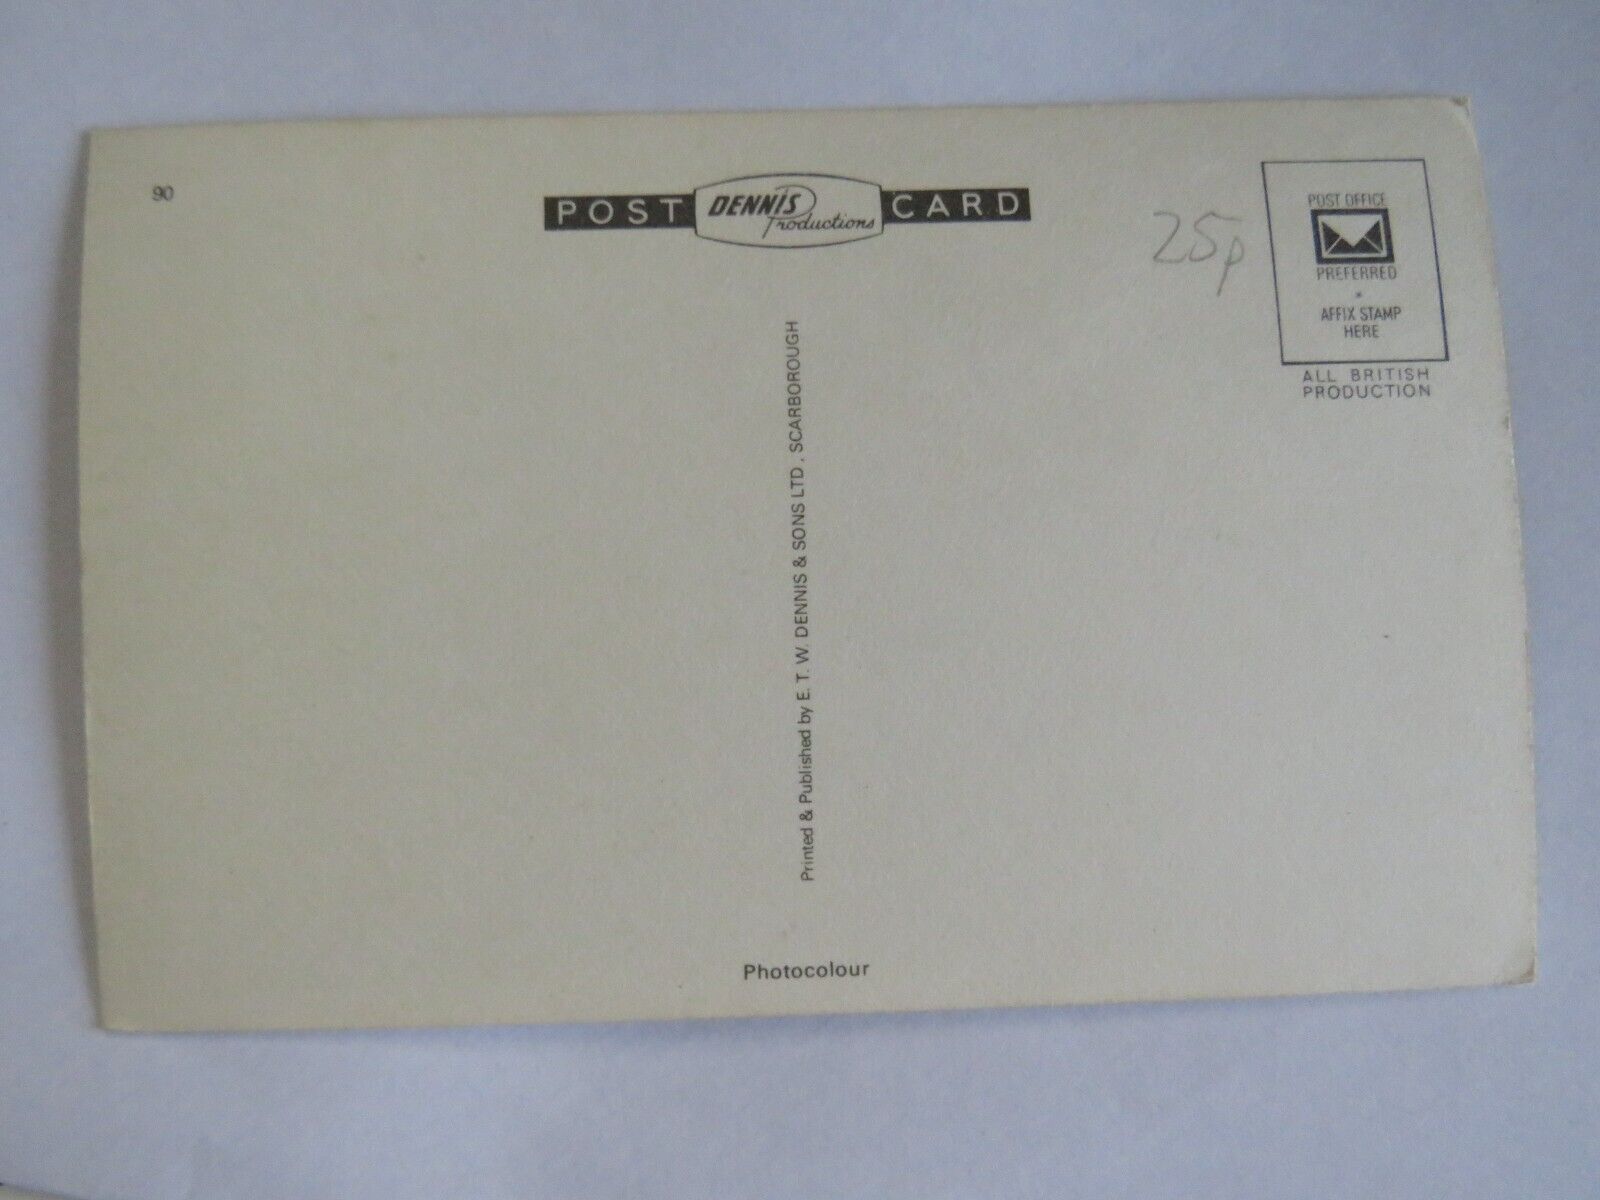 90
POST DENNIS Productions CARD
25p
POST OFFICE
PREFERRED
AFFIX STAMP
HERE
ALL BRITISH
PRODUCTION
Printed & Published by E. T. W. DENNIS & SONS LTD., SCARBOROUGH
Photocolour